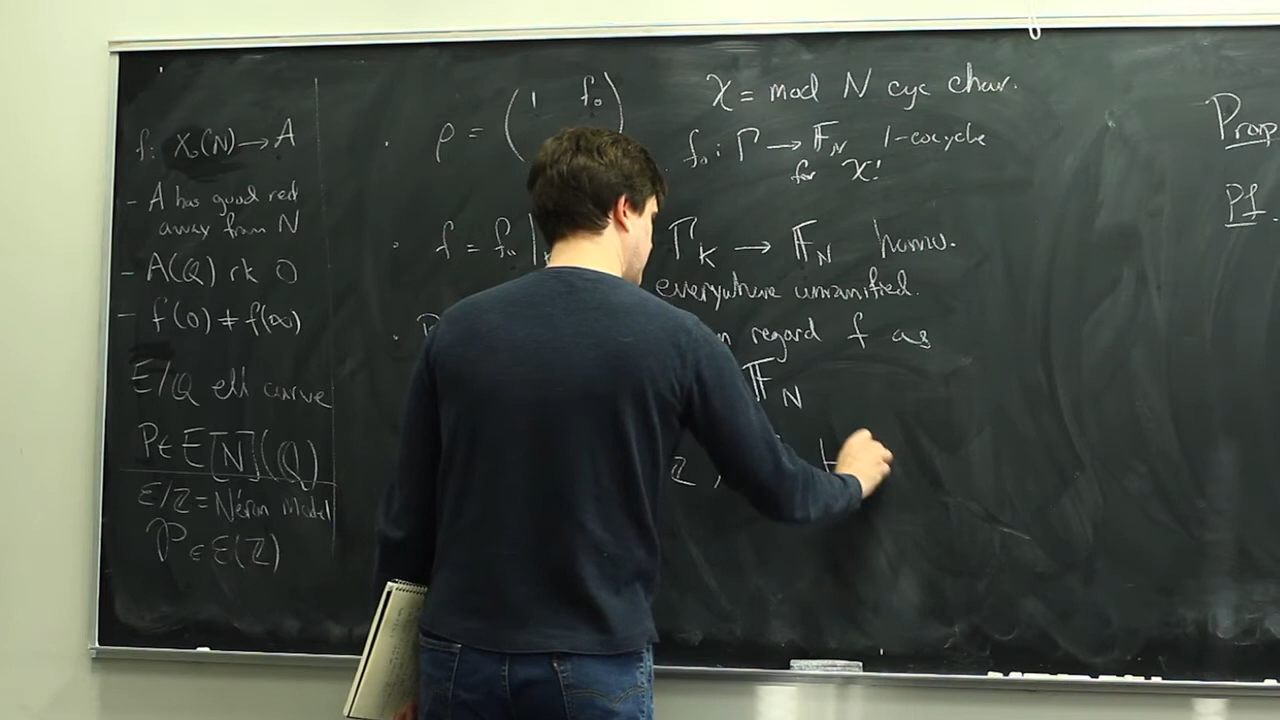 f: X₀(N) → A
- A has good red
away from N
- A(Q) rk 0
- f(0) ≠ f(∞)
E/Q ell curve
P ∈ E[N](Q)
ℰ/ℤ = Néron Model
𝒫 ∈ ℰ(ℤ)
· ρ = ( 1 f₀ )
χ = mod N cyc char.
f₀: Γ → 𝔽_N 1-cocycle
for χ!
· f = f₀| Γ_K → 𝔽_N homo.
everywhere unramified.
regard f as
𝔽_N
ℤ,
Prop
Pf.